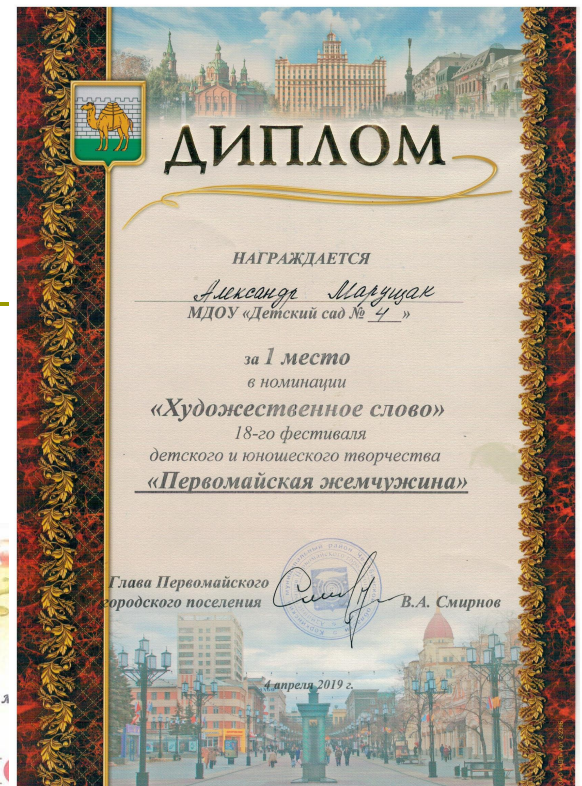 ДИПЛОМ
НАГРАЖДАЕТСЯ
Александр Марущак
МДОУ «Детский сад № 4 »
за 1 место
в номинации
«Художественное слово»
18-го фестиваля
детского и юношеского творчества
«Первомайская жемчужина»
Глава Первомайского
городского поселения В.А. Смирнов
4 апреля 2019 г.